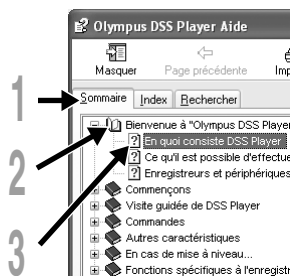 Olympus DSS Player Aide
Masquer Page précédente
Sommaire Index Rechercher
1
Bienvenue à "Olympus DSS Player
En quoi consiste DSS Player
2
Ce qu'il est possible d'effectue
Enregistreurs et périphériques
Commençons
Visite guidée de DSS Player
Commandes
3
Autres caractéristiques
En cas de mise à niveau...
Fonctions spécifiques à l'enregistr